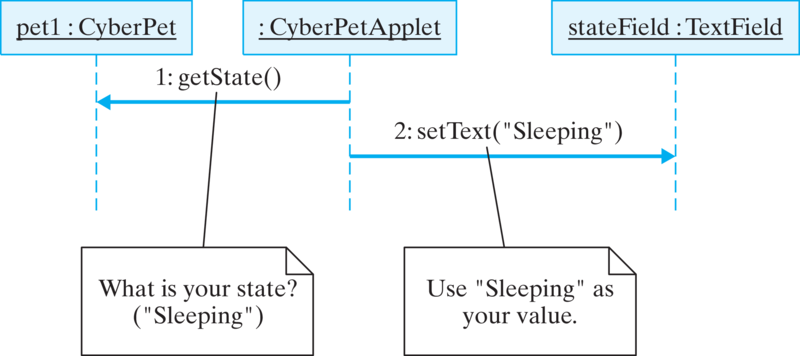 pet1 : CyberPet
: CyberPetApplet
stateField : TextField
1: getState()
2: setText("Sleeping")
What is your state?
("Sleeping")
Use "Sleeping" as
your value.